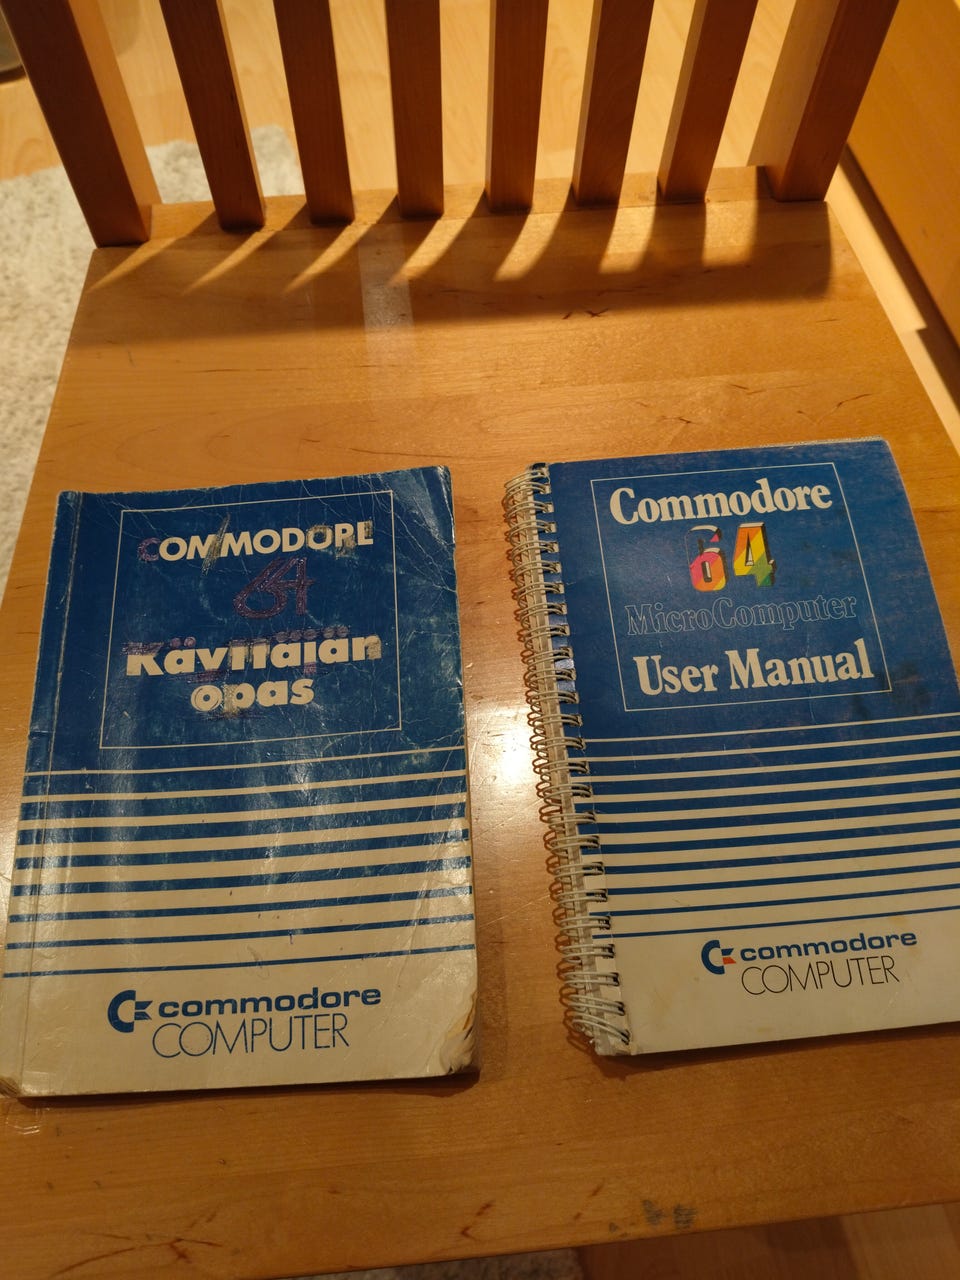 COMMODORE
64
Käyttäjän
opas
commodore
COMPUTER
Commodore
64
MicroComputer
User Manual
commodore
COMPUTER